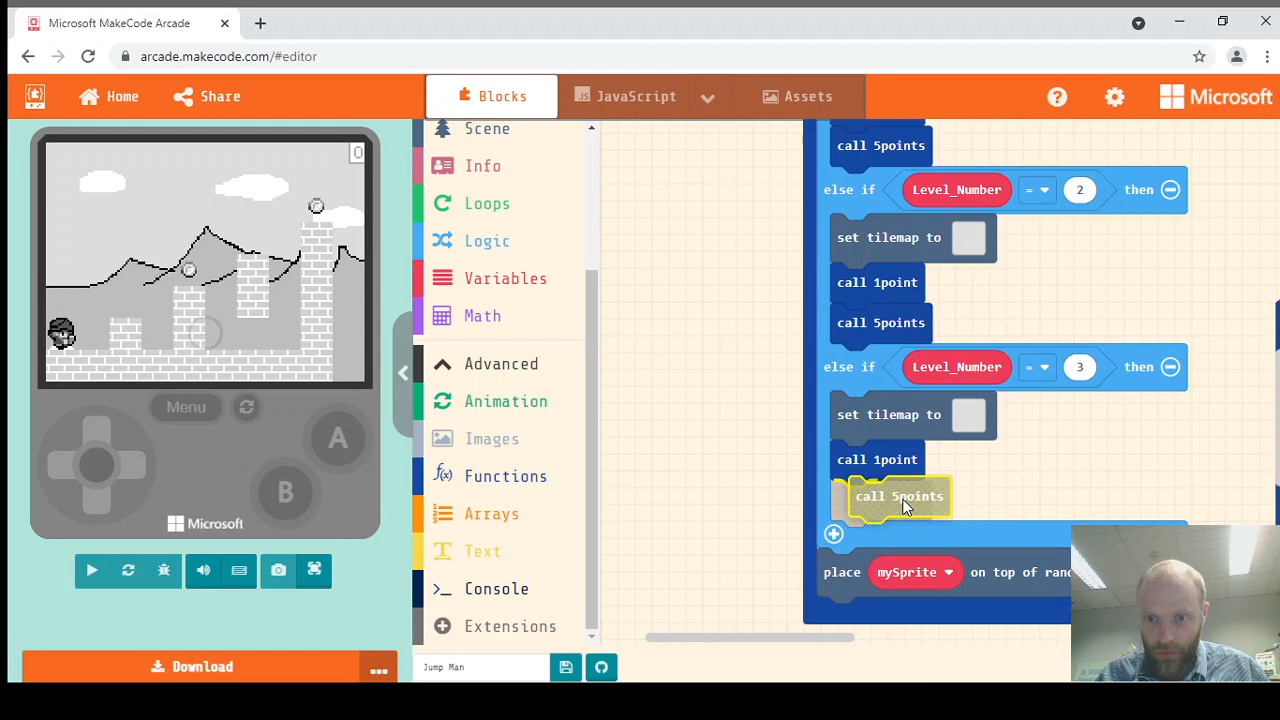 Microsoft MakeCode Arcade
arcade.makecode.com/#editor
Home
Share
Blocks
JavaScript
Assets
Microsoft
0
Menu
A
B
Microsoft
Download
Scene
Info
Loops
Logic
Variables
Math
Advanced
Animation
Images
Functions
Arrays
Text
Console
Extensions
Jump Man
call 5points
else if Level_Number = 2 then
set tilemap to
call 1point
call 5points
else if Level_Number = 3 then
set tilemap to
call 1point
call 5points
place mySprite on top of